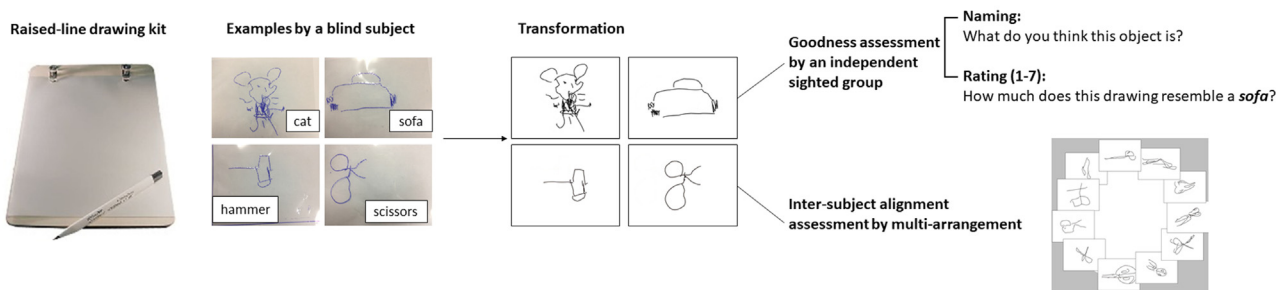 Raised-line drawing kit
Examples by a blind subject
cat
sofa
hammer
scissors
Transformation
Goodness assessment
by an independent
sighted group
Naming:
What do you think this object is?
Rating (1-7):
How much does this drawing resemble a sofa?
Inter-subject alignment
assessment by multi-arrangement